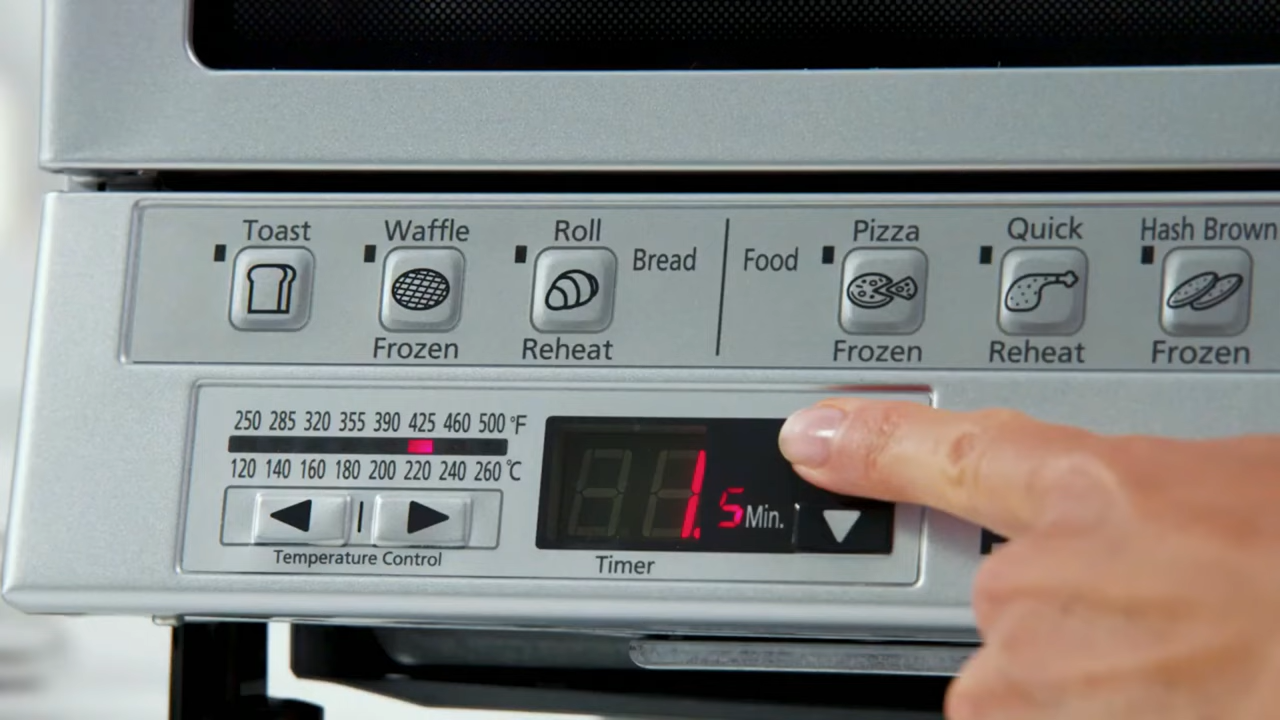 Toast Waffle Roll Pizza Quick Hash Brown
Bread Food
Frozen Reheat Frozen Reheat Frozen
250 285 320 355 390 425 460 500 °F
120 140 160 180 200 220 240 260 °C
1.5 Min.
Temperature Control
Timer